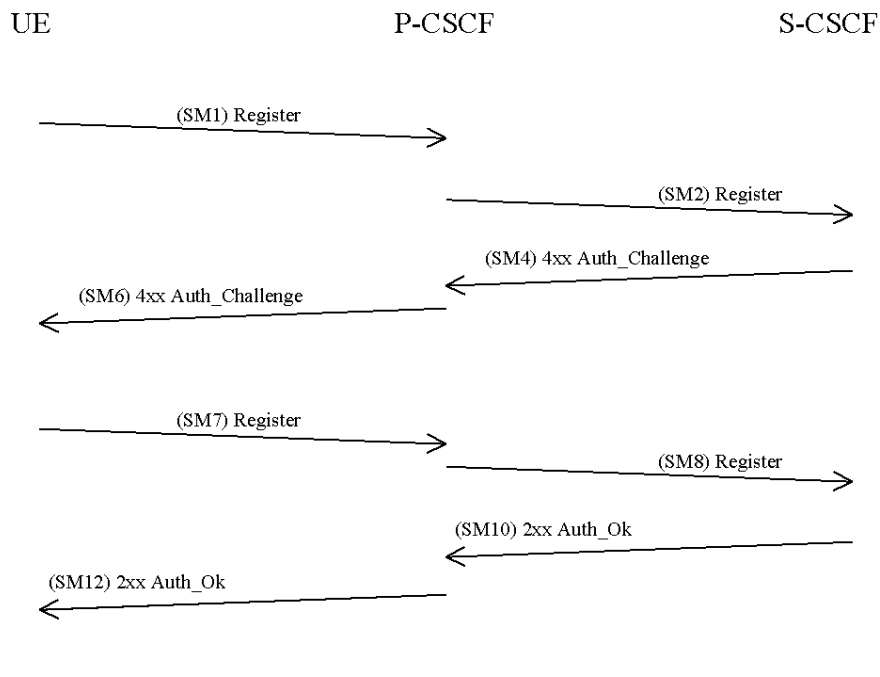 UE P-CSCF S-CSCF
(SM1) Register
(SM2) Register
(SM4) 4xx Auth_Challenge
(SM6) 4xx Auth_Challenge
(SM7) Register
(SM8) Register
(SM10) 2xx Auth_Ok
(SM12) 2xx Auth_Ok